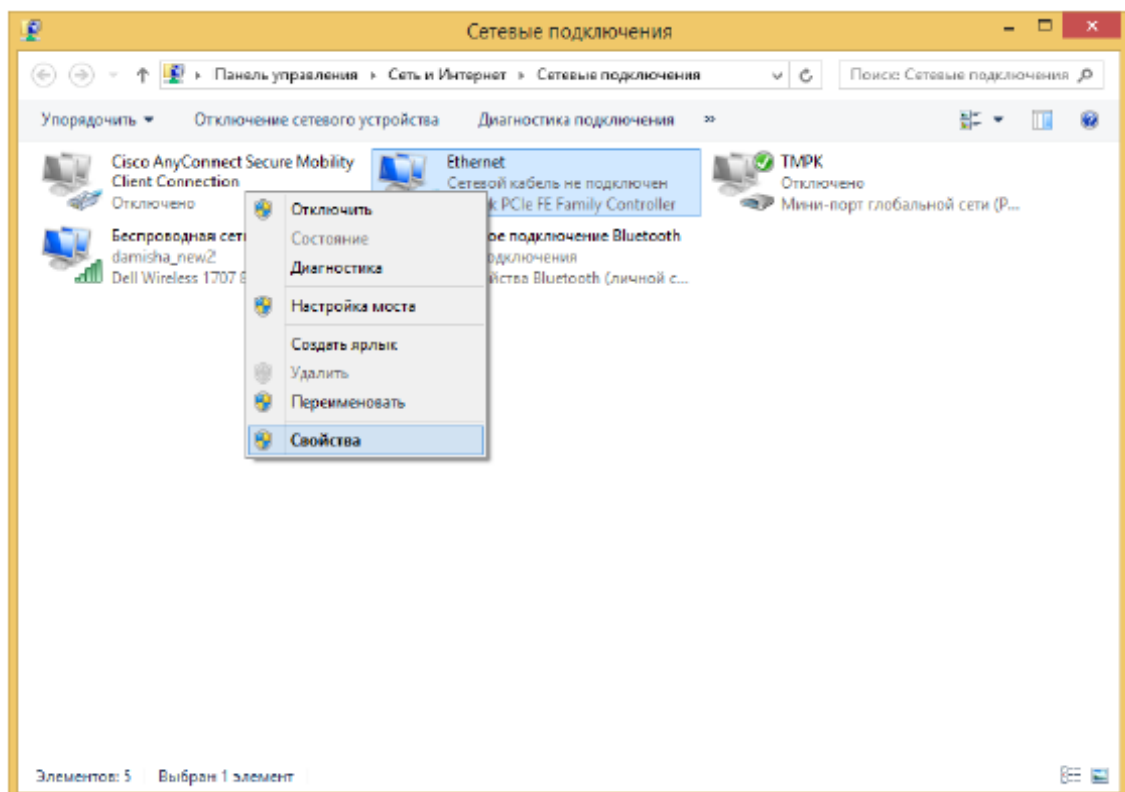 Сетевые подключения
Панель управления Сеть и Интернет Сетевые подключения
Поиск: Сетевые подключения
Упорядочить Отключение сетевого устройства Диагностика подключения »
Cisco AnyConnect Secure Mobility
Client Connection
Отключено
Ethernet
Сетевой кабель не подключен
k PCIe FE Family Controller
ТМРК
Отключено
Мини-порт глобальной сети (P...
Беспроводная сет
damisha_new2
Dell Wireless 1707
ое подключение Bluetooth
одключения
йства Bluetooth (личной с...
Отключить
Состояние
Диагностика
Настройка моста
Создать ярлык
Удалить
Переименовать
Свойства
Элементов: 5 Выбран 1 элемент